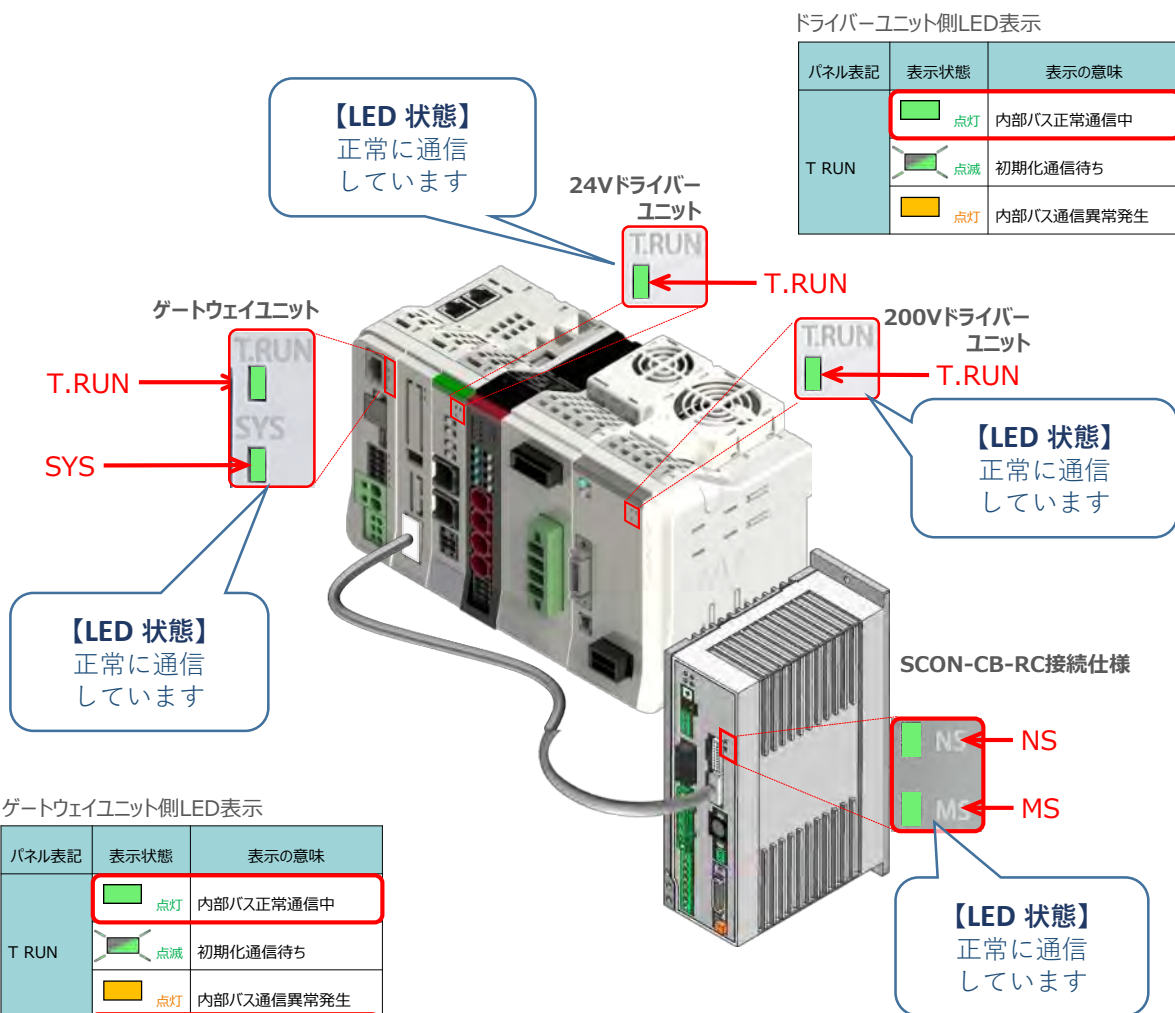 ドライバーユニット側LED表示
パネル表記 表示状態 表示の意味
T RUN
点灯 内部バス正常通信中
点滅 初期化通信待ち
点灯 内部バス通信異常発生
【LED 状態】
正常に通信
しています
24Vドライバー
ユニット
T.RUN
T.RUN
ゲートウェイユニット
T.RUN
SYS
T.RUN
SYS
200Vドライバー
ユニット
T.RUN
T.RUN
【LED 状態】
正常に通信
しています
【LED 状態】
正常に通信
しています
SCON-CB-RC接続仕様
NS
MS
NS
MS
【LED 状態】
正常に通信
しています
ゲートウェイユニット側LED表示
パネル表記 表示状態 表示の意味
T RUN
点灯 内部バス正常通信中
点滅 初期化通信待ち
点灯 内部バス通信異常発生